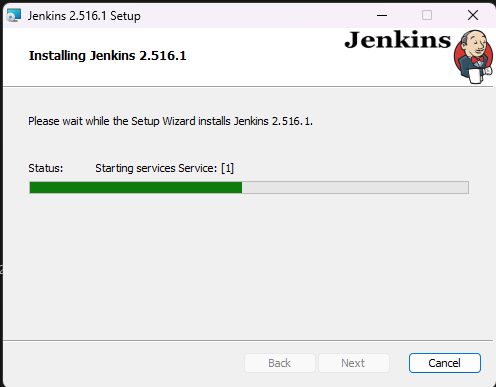 Jenkins 2.516.1 Setup
Jenkins
Installing Jenkins 2.516.1
Please wait while the Setup Wizard installs Jenkins 2.516.1.
Status: Starting services Service: [1]
Back Next Cancel